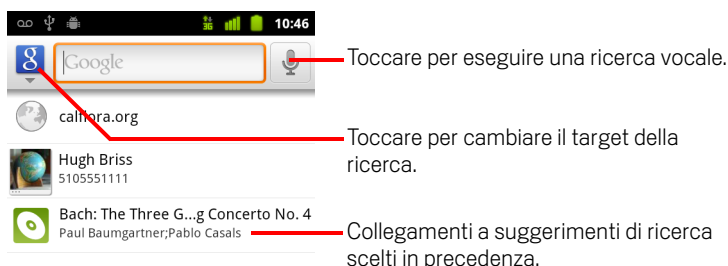 3G 10:46
g Google Toccare per eseguire una ricerca vocale.
calflora.org
Toccare per cambiare il target della
ricerca.
Hugh Briss
5105551111
Bach: The Three G...g Concerto No. 4
Paul Baumgartner;Pablo Casals
Collegamenti a suggerimenti di ricerca
scelti in precedenza.